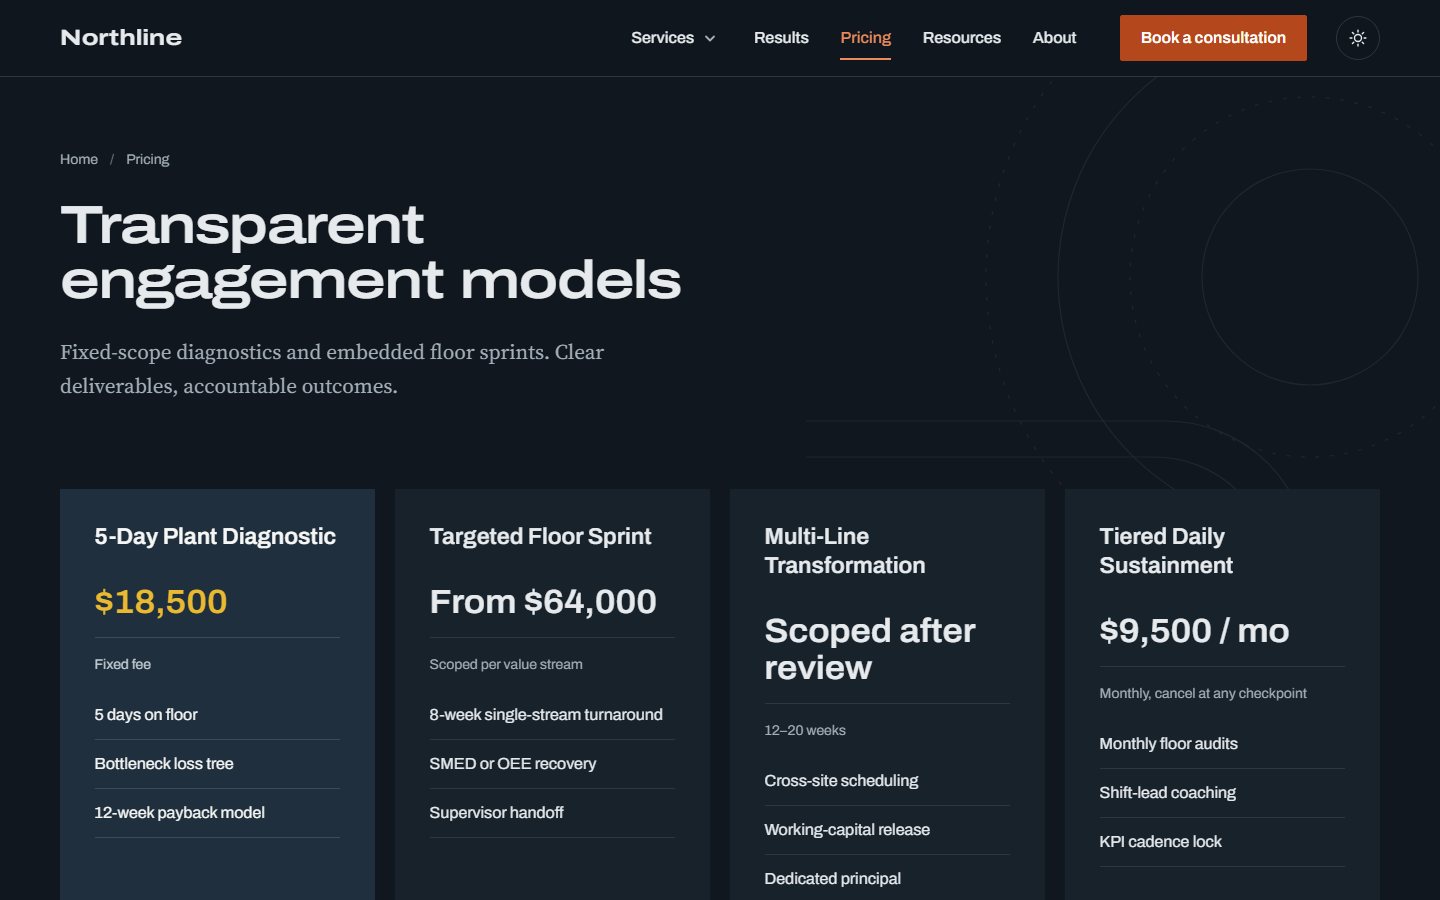 Northline
Services
Results
Pricing
Resources
About
Book a consultation
Home / Pricing
Transparent
engagement models
Fixed-scope diagnostics and embedded floor sprints. Clear
deliverables, accountable outcomes.
5-Day Plant Diagnostic
$18,500
Fixed fee
5 days on floor
Bottleneck loss tree
12-week payback model
Targeted Floor Sprint
From $64,000
Scoped per value stream
8-week single-stream turnaround
SMED or OEE recovery
Supervisor handoff
Multi-Line
Transformation
Scoped after
review
12–20 weeks
Cross-site scheduling
Working-capital release
Dedicated principal
Tiered Daily
Sustainment
$9,500 / mo
Monthly, cancel at any checkpoint
Monthly floor audits
Shift-lead coaching
KPI cadence lock